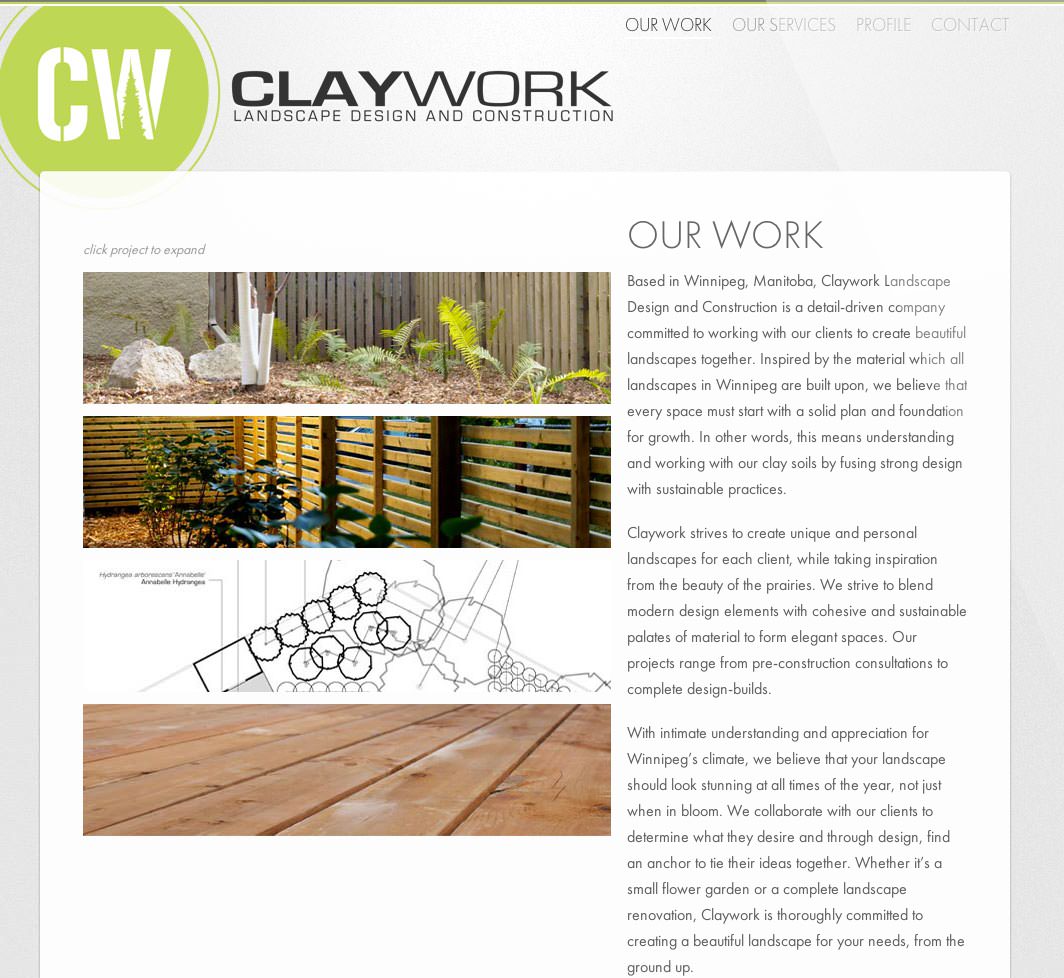 OUR WORK
OUR SERVICES
PROFILE
CONTACT
CW
CLAYWORK
LANDSCAPE DESIGN AND CONSTRUCTION
click project to expand
Hydrangea arborescens 'Annabelle'
Annabelle Hydrangea
OUR WORK
Based in Winnipeg, Manitoba, Claywork Landscape
Design and Construction is a detail-driven company
committed to working with our clients to create beautiful
landscapes together. Inspired by the material which all
landscapes in Winnipeg are built upon, we believe that
every space must start with a solid plan and foundation
for growth. In other words, this means understanding
and working with our clay soils by fusing strong design
with sustainable practices.
Claywork strives to create unique and personal
landscapes for each client, while taking inspiration
from the beauty of the prairies. We strive to blend
modern design elements with cohesive and sustainable
palates of material to form elegant spaces. Our
projects range from pre-construction consultations to
complete design-builds.
With intimate understanding and appreciation for
Winnipeg’s climate, we believe that your landscape
should look stunning at all times of the year, not just
when in bloom. We collaborate with our clients to
determine what they desire and through design, find
an anchor to tie their ideas together. Whether it’s a
small flower garden or a complete landscape
renovation, Claywork is thoroughly committed to
creating a beautiful landscape for your needs, from the
ground up.